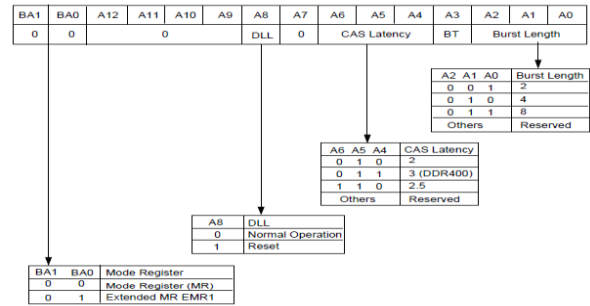 BA1 BA0 A12 A11 A10 A9 A8 A7 A6 A5 A4 A3 A2 A1 A0
0 0 0 DLL 0 CAS Latency BT Burst Length
A2 A1 A0 Burst Length
0 0 1 2
0 1 0 4
0 1 1 8
Others Reserved
A6 A5 A4 CAS Latency
0 1 0 2
0 1 1 3 (DDR400)
1 1 0 2.5
Others Reserved
A8 DLL
0 Normal Operation
1 Reset
BA1 BA0 Mode Register
0 0 Mode Register (MR)
0 1 Extended MR EMR1